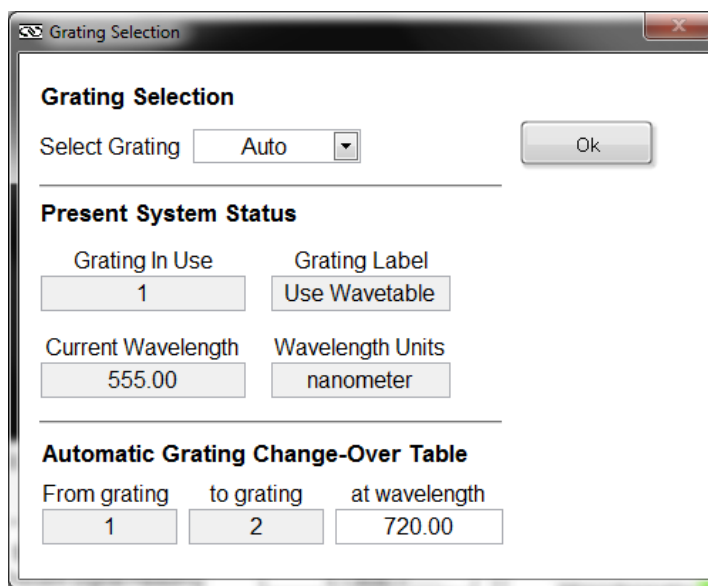 Grating Selection
Grating Selection
Select Grating Auto Ok
Present System Status
Grating In Use Grating Label
1 Use Wavetable
Current Wavelength Wavelength Units
555.00 nanometer
Automatic Grating Change-Over Table
From grating to grating at wavelength
1 2 720.00